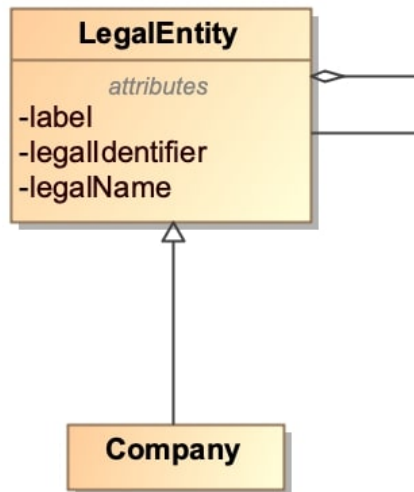 LegalEntity
attributes
-label
-legalIdentifier
-legalName
Company